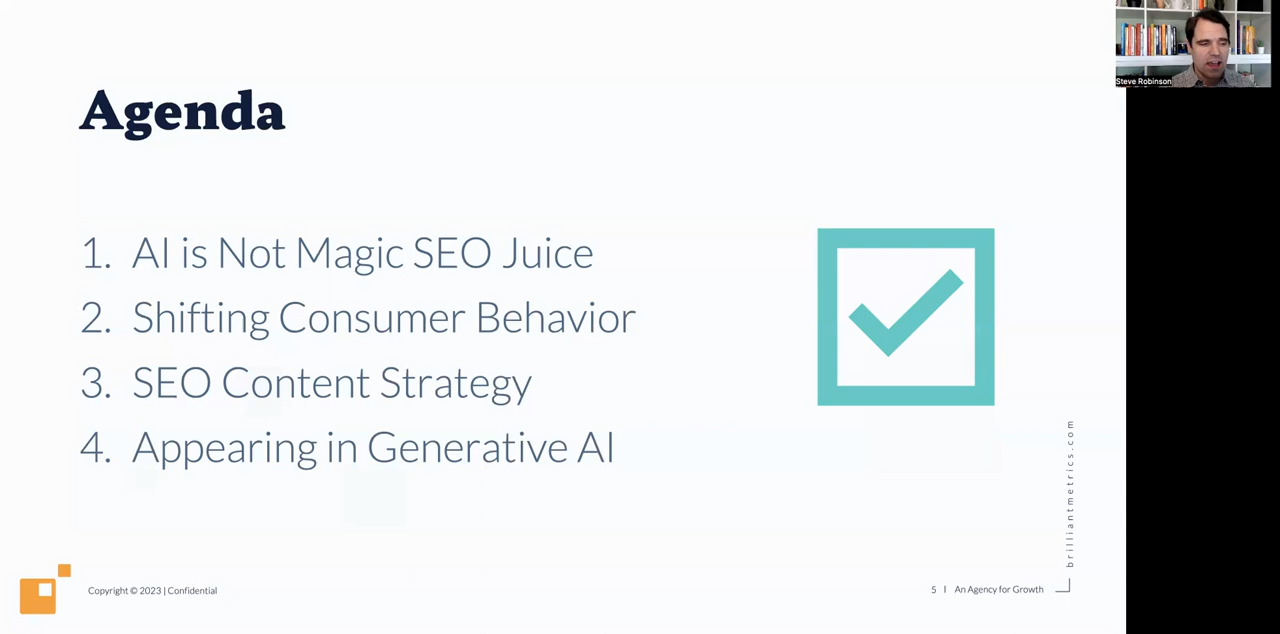 Steve Robinson
Agenda
1. AI is Not Magic SEO Juice
2. Shifting Consumer Behavior
3. SEO Content Strategy
4. Appearing in Generative AI
brilliantmetrics.com
Copyright © 2023 | Confidential
5 | An Agency for Growth